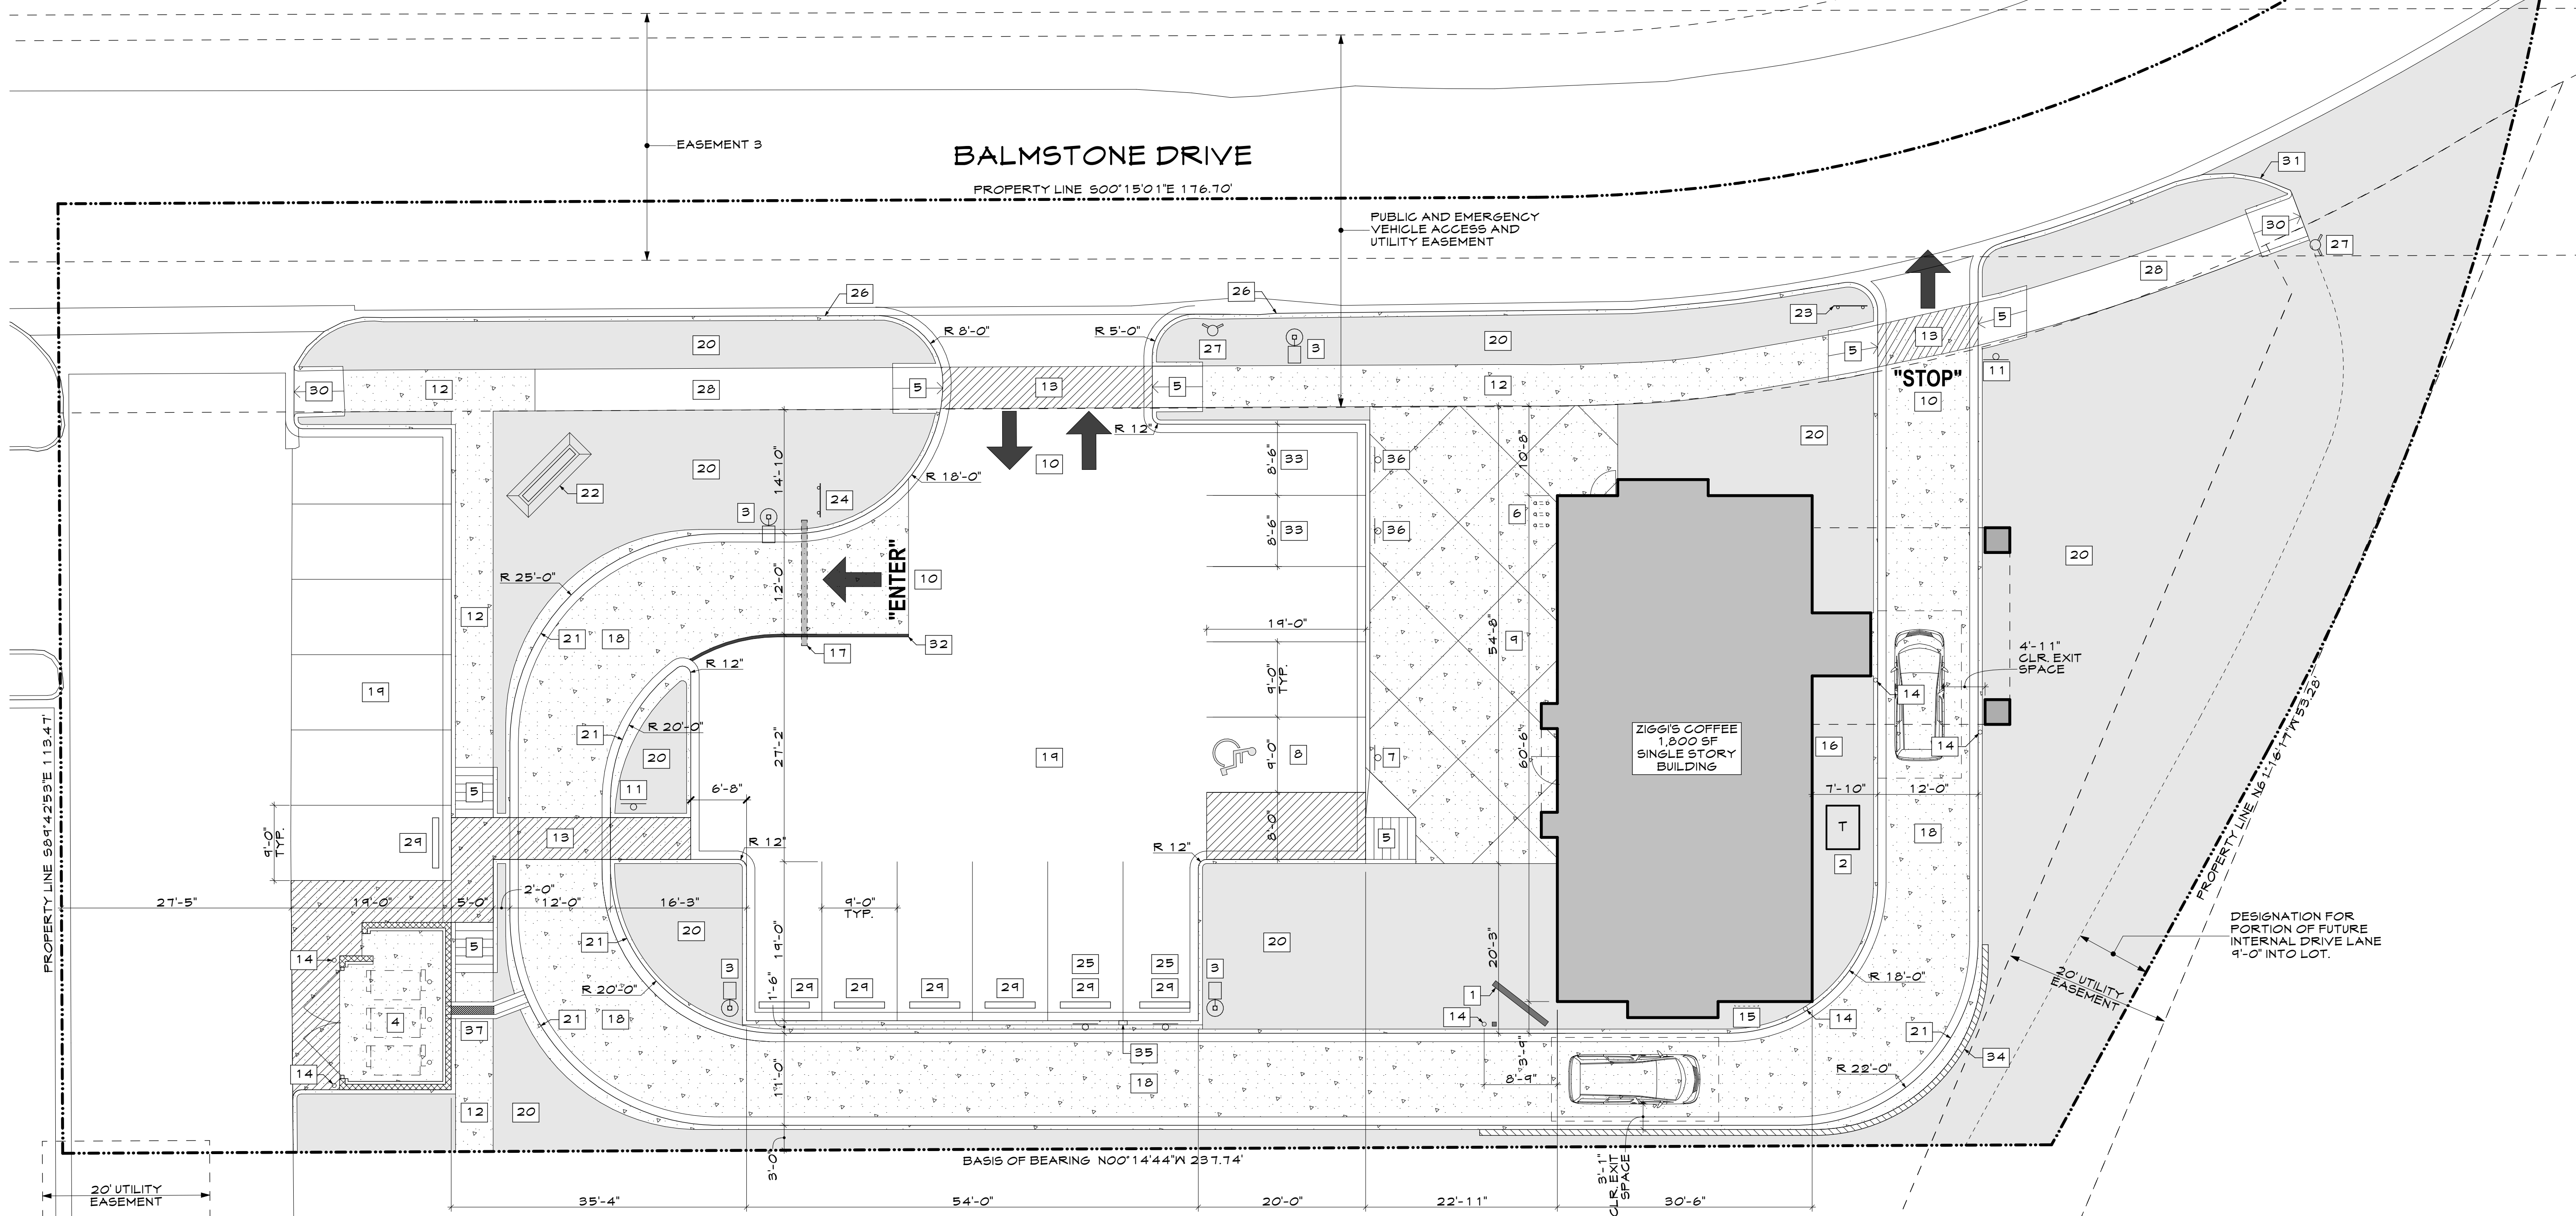 EASEMENT 3
BALMSTONE DRIVE
PROPERTY LINE S00°15'01"E 176.70'
PUBLIC AND EMERGENCY
VEHICLE ACCESS AND
UTILITY EASEMENT
31
30
27
28
26
26
R 8'-0"
R 5'-0"
27
3
20
20
23
5
13
5
11
"STOP"
10
30
12
28
5
13
5
12
R 12"
10
20
22
3
24
R 18'-0"
14'-10"
8'-6"
33
36
8'-6"
33
36
10'-8"
6
20
20
R 25'-0"
12'-0"
"ENTER"
10
12
21
18
17
32
19'-0"
9
54'-8"
9'-0"
TYP.
4'-11"
CLR. EXIT
SPACE
14
R 12"
19
21
R 20'-0"
20
27'-2"
19
9'-0"
8
7
60'-6"
ZIGGI'S COFFEE
1,800 SF
SINGLE STORY
BUILDING
16
14
PROPERTY LINE N61°16'17"W 53.28'
PROPERTY LINE S89°42'53"E 113.47'
5
11
6'-8"
7'-10"
12'-0"
9'-0"
TYP.
29
13
R 12"
R 12"
8'-0"
5
T
2
18
27'-5"
19'-0"
5'-0"
2'-0"
12'-0"
16'-3"
9'-0"
TYP.
19'-0"
20
21
20
20'-3"
DESIGNATION FOR
PORTION OF FUTURE
INTERNAL DRIVE LANE
9'-0" INTO LOT.
14
5
3
25
25
3
29
29
29
29
29
29
R 20'-0"
1'-6"
1
14
15
14
R 18'-0"
20' UTILITY
EASEMENT
4
37
21
18
35
18
3'-9"
8'-9"
21
34
R 22'-0"
14
12
20
11'-0"
3'-0"
BASIS OF BEARING N00°14'44"W 237.74'
3'-1"
CLR. EXIT
SPACE
20' UTILITY
EASEMENT
35'-4"
54'-0"
20'-0"
22'-11"
30'-6"